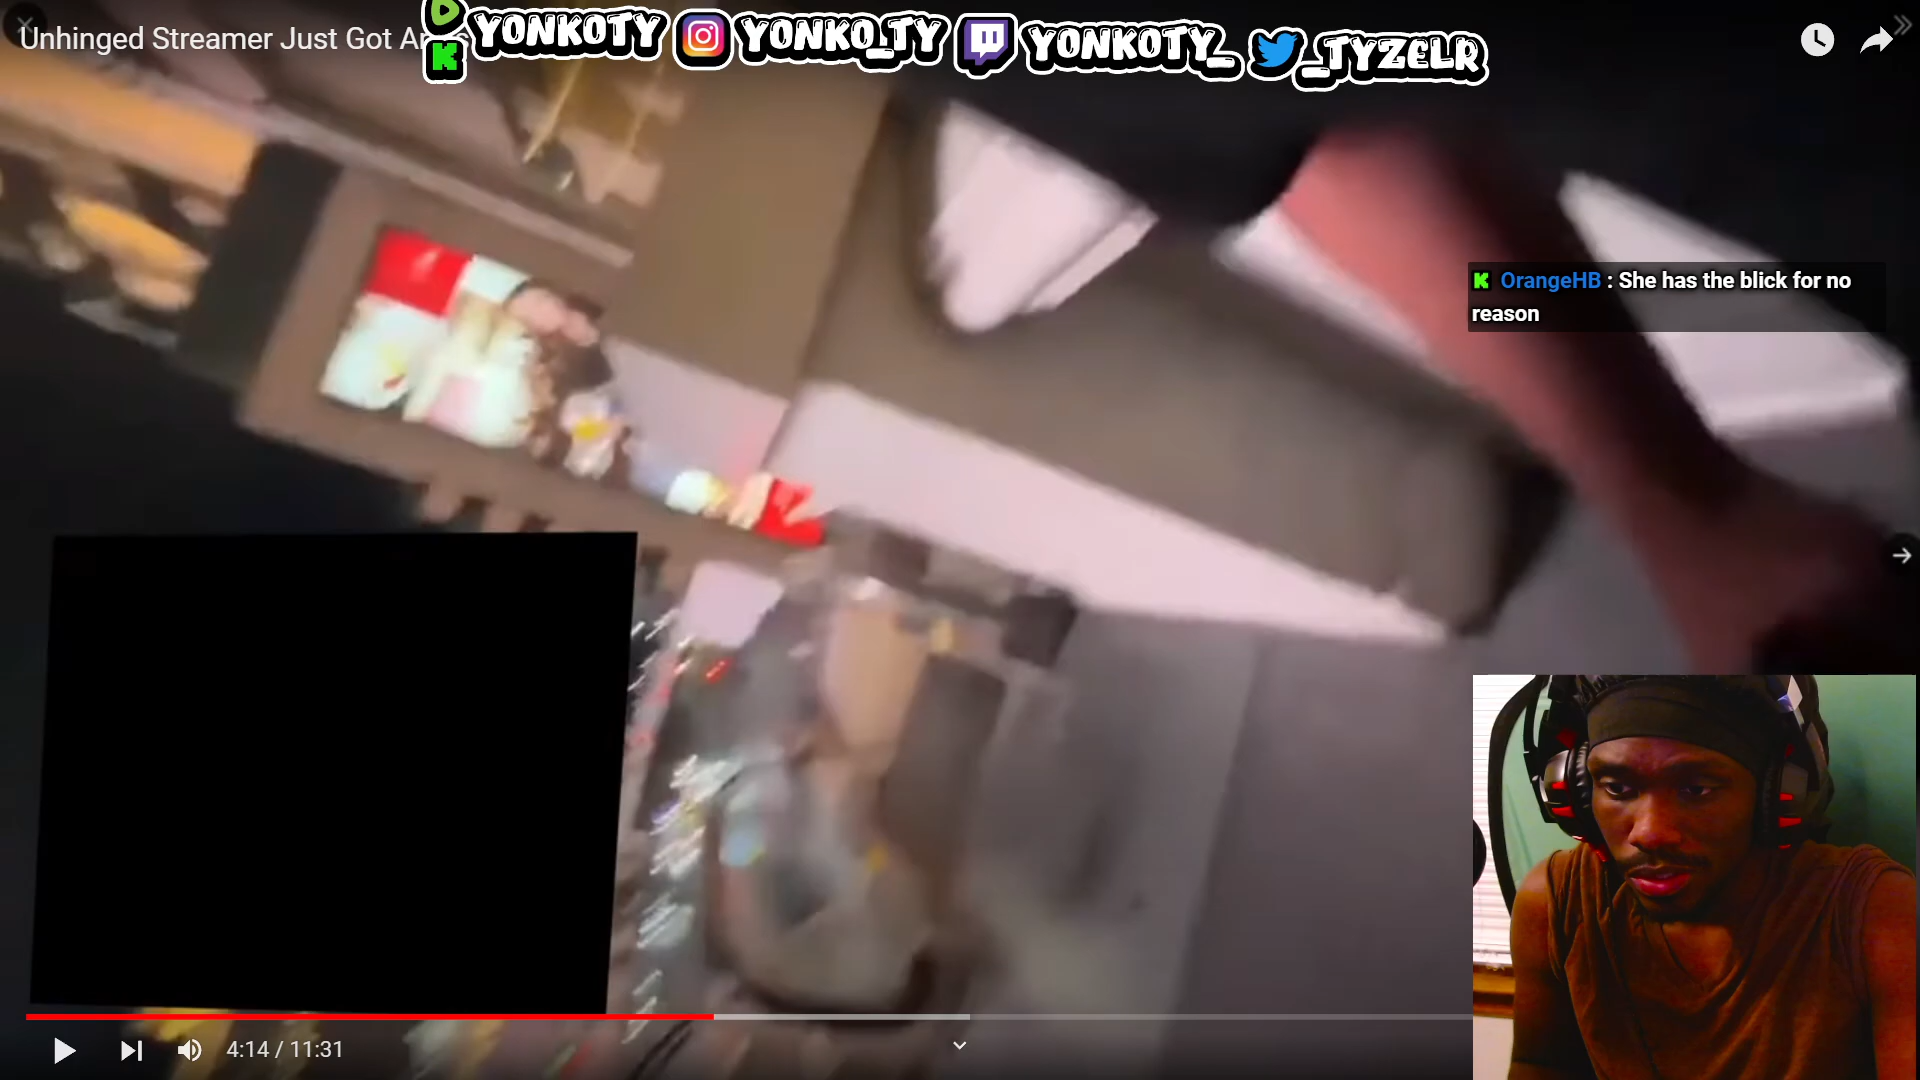 Unhinged Streamer Just Got
YONKOTY YONKO_TY YONKOTY_ _TYZELR
K
K OrangeHB : She has the blick for no
reason
4:14 / 11:31